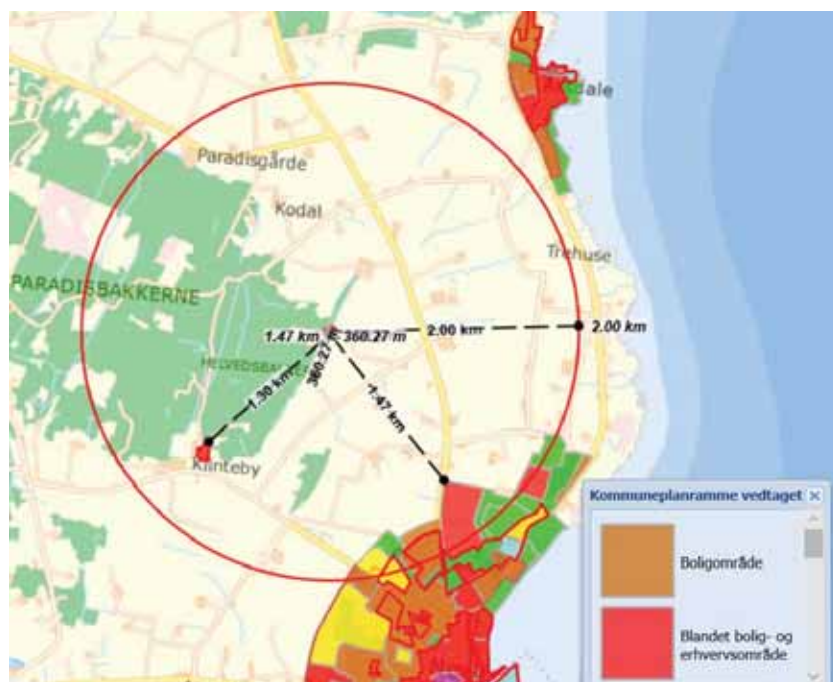 dale
Paradisgårde
Kodal
Trehuse
PARADISBAKKERNE
1.47 km
360.27 m
2.00 km
2.00 km
360.27 m
1.30 km
1.47 km
Klinteby
Kommuneplanramme vedtaget
Boligområde
Blandet bolig- og
erhvervsområde